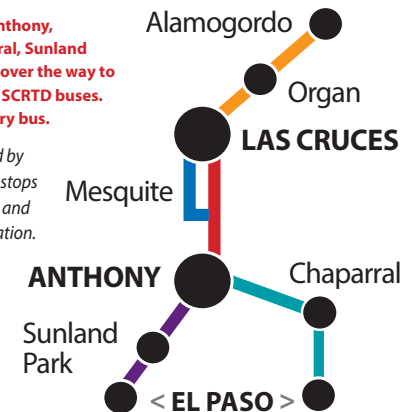 nthony,
ral, Sunland
over the way to
SCRTD buses.
ry bus.
d by
stops
and
ation.
Alamogordo
Organ
LAS CRUCES
Mesquite
ANTHONY
Chaparral
Sunland
Park
< EL PASO >